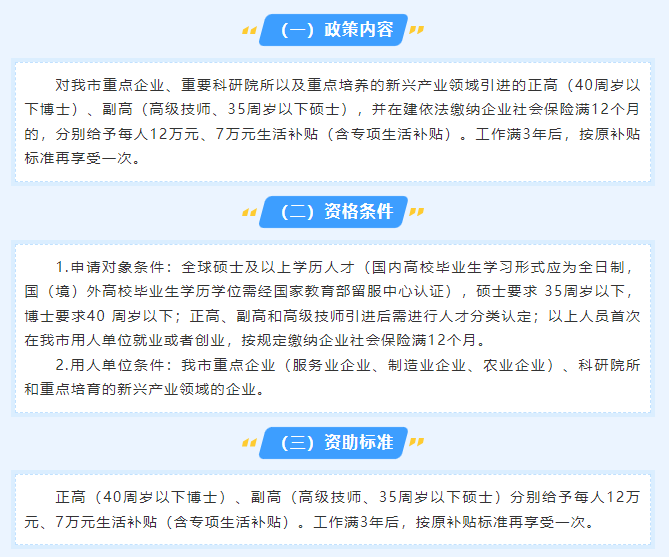 （一）政策内容
对我市重点企业、重要科研院所以及重点培养的新兴产业领域引进的正高（40周岁以
下博士）、副高（高级技师、35周岁以下硕士），并在建依法缴纳企业社会保险满12个月
的，分别给予每人12万元、7万元生活补贴（含专项生活补贴）。工作满3年后，按原补贴
标准再享受一次。
（二）资格条件
1.申请对象条件：全球硕士及以上学历人才（国内高校毕业生学习形式应为全日制，
国（境）外高校毕业生学历学位需经国家教育部留服中心认证），硕士要求 35周岁以下，
博士要求40 周岁以下；正高、副高和高级技师引进后需进行人才分类认定；以上人员首次
在我市用人单位就业或者创业，按规定缴纳企业社会保险满12个月。
2.用人单位条件：我市重点企业（服务业企业、制造业企业、农业企业）、科研院所
和重点培育的新兴产业领域的企业。
（三）资助标准
正高（40周岁以下博士）、副高（高级技师、35周岁以下硕士）分别给予每人12万
元、7万元生活补贴（含专项生活补贴）。工作满3年后，按原补贴标准再享受一次。